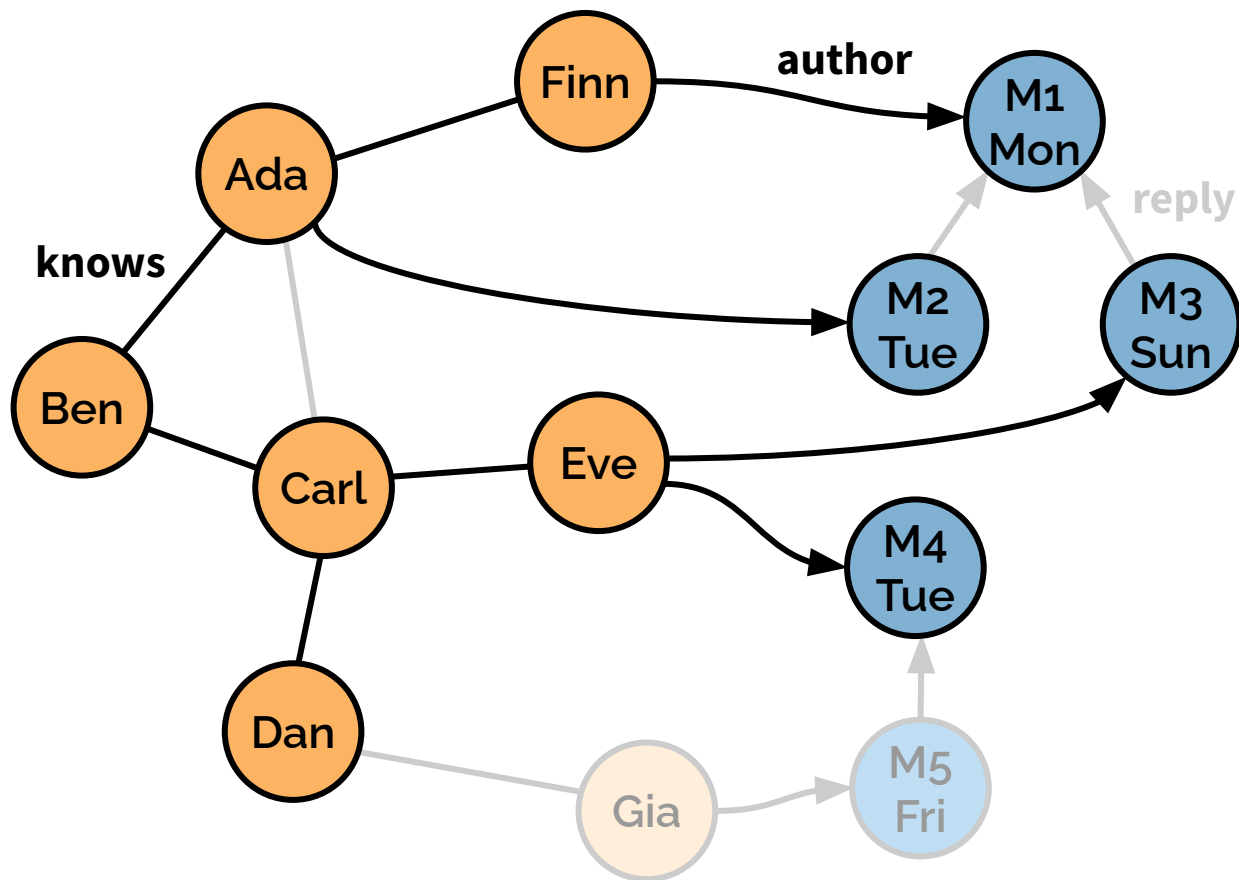 Finn
author
M1
Mon
Ada
reply
knows
M2
Tue
M3
Sun
Ben
Carl
Eve
M4
Tue
Dan
Gia
M5
Fri